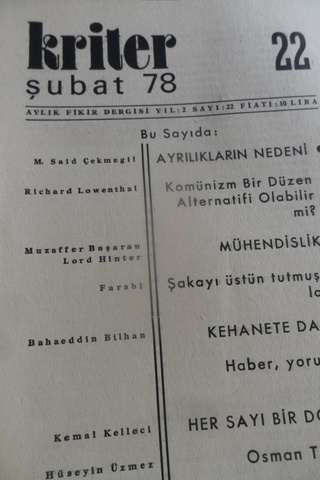 kriter 22
şubat 78
AYLIK FİKİR DERGİSİ YIL:2 SAYI:22 FİATI:10 LİRA
Bu Sayıda:
M. Said Çekmegil AYRILIKLARIN NEDENİ
Richard Lowenthal Komünizm Bir Düzen
Alternatifi Olabilir
mi?
Muzaffer Başaran MÜHENDİSLİK
Lord Hinter
Farabi Şakayı üstün tutmuş
Bahaeddin Bilhan KEHANETE DA
Haber, yoru
Kemal Kelleci HER SAYI BİR DO
Hüseyin Üzmez Osman T